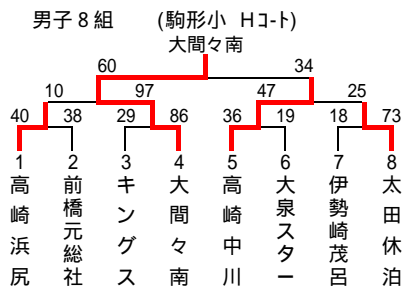 男子8組 (駒形小 Hコート)
大間々南
60 34
10 97 47 25
40 38 29 86 36 19 18 73
1 2 3 4 5 6 7 8
高崎浜尻
前橋元総社
キングス
大間々南
高崎中川
大泉スター
伊勢崎茂呂
太田休泊